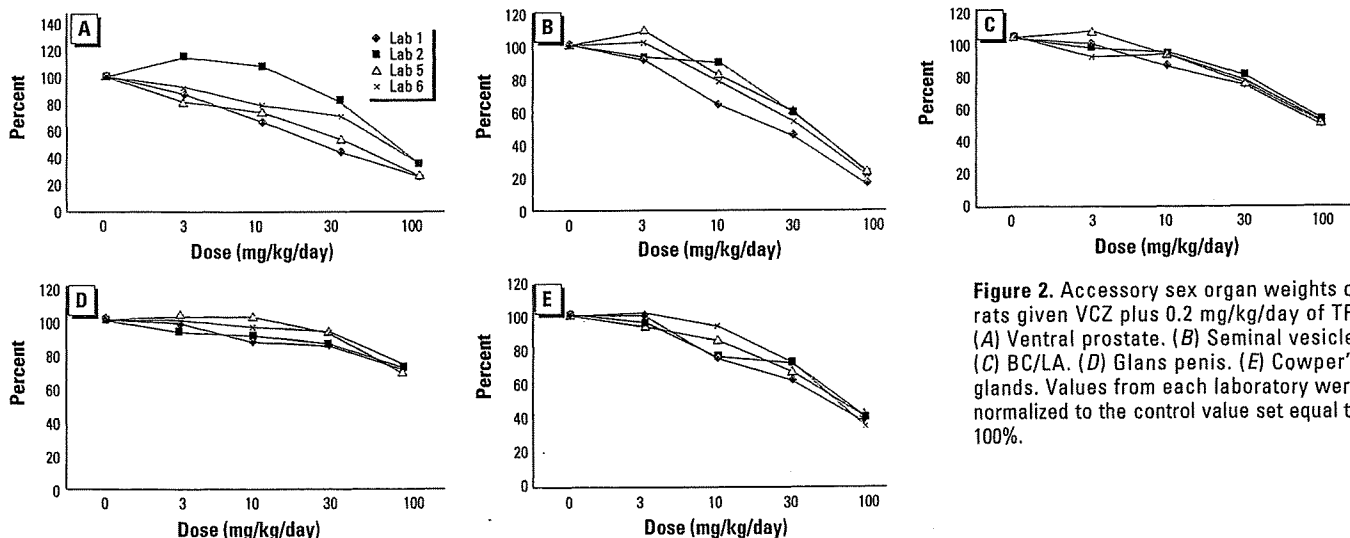 A
Percent
140
120
100
80
60
40
20
0
0 3 10 30 100
Dose (mg/kg/day)
Lab 1
Lab 2
Lab 5
Lab 6
B
Percent
120
100
80
60
40
20
0
0 3 10 30 100
Dose (mg/kg/day)
C
Percent
120
100
80
60
40
20
0
0 3 10 30 100
Dose (mg/kg/day)
D
Percent
120
100
80
60
40
20
0
0 3 10 30 100
Dose (mg/kg/day)
E
Percent
120
100
80
60
40
20
0
0 3 10 30 100
Dose (mg/kg/day)
Figure 2. Accessory sex organ weights
rats given VCZ plus 0.2 mg/kg/day of
(A) Ventral prostate. (B) Seminal vesicle
(C) BC/LA. (D) Glans penis. (E) Cowper'
glands. Values from each laboratory wer
normalized to the control value set equal t
100%.